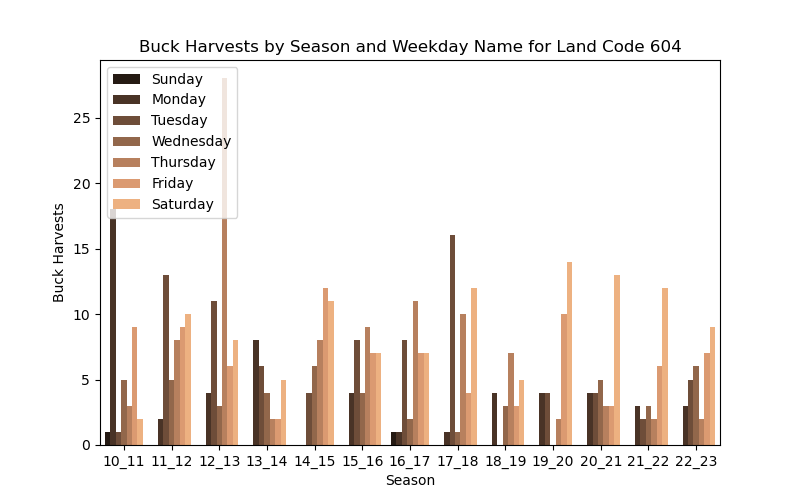 Buck Harvests by Season and Weekday Name for Land Code 604
Sunday
Monday
Tuesday
Wednesday
Thursday
Friday
Saturday
25
20
15
10
5
0
Buck Harvests
10_11 11_12 12_13 13_14 14_15 15_16 16_17 17_18 18_19 19_20 20_21 21_22 22_23
Season